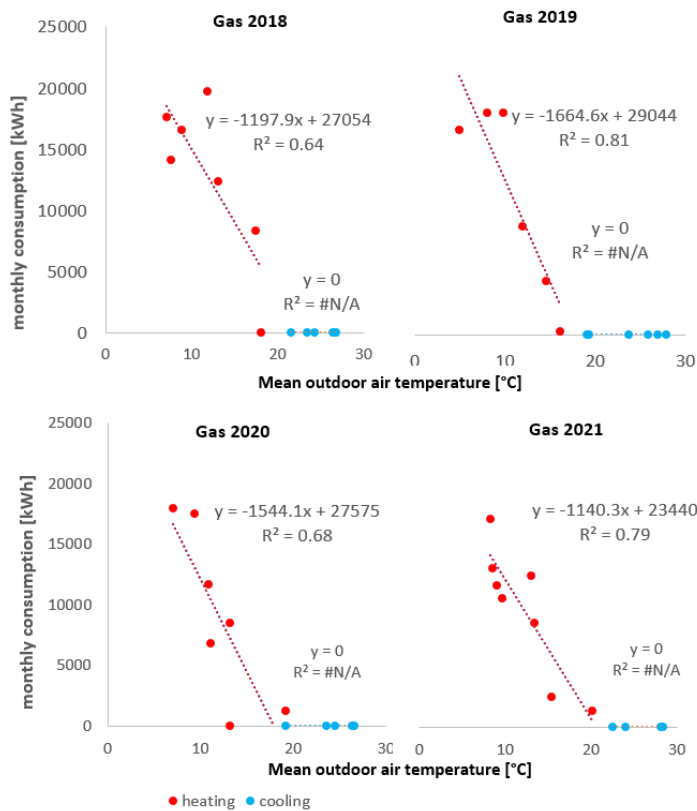 Gas 2018
Gas 2019
monthly consumption [kWh]
25000
20000
15000
10000
5000
0
y = -1197.9x + 27054
R² = 0.64
y = 0
R² = #N/A
0
10
20
30
y = -1664.6x + 29044
R² = 0.81
y = 0
R² = #N/A
0
10
20
30
Mean outdoor air temperature [°C]
Gas 2020
Gas 2021
monthly consumption [kWh]
25000
20000
15000
10000
5000
0
y = -1544.1x + 27575
R² = 0.68
y = 0
R² = #N/A
0
10
20
30
y = -1140.3x + 23440
R² = 0.79
y = 0
R² = #N/A
0
10
20
30
Mean outdoor air temperature [°C]
heating
cooling